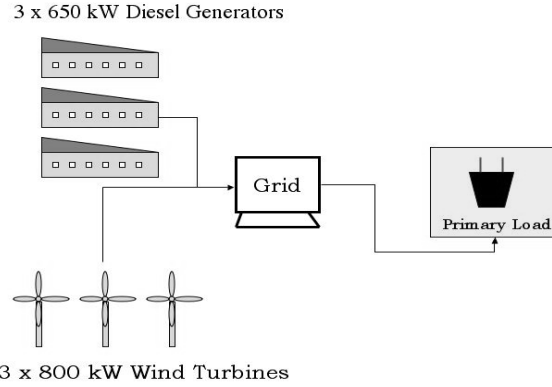 3 x 650 kW Diesel Generators
Grid
Primary Load
3 x 800 kW Wind Turbines